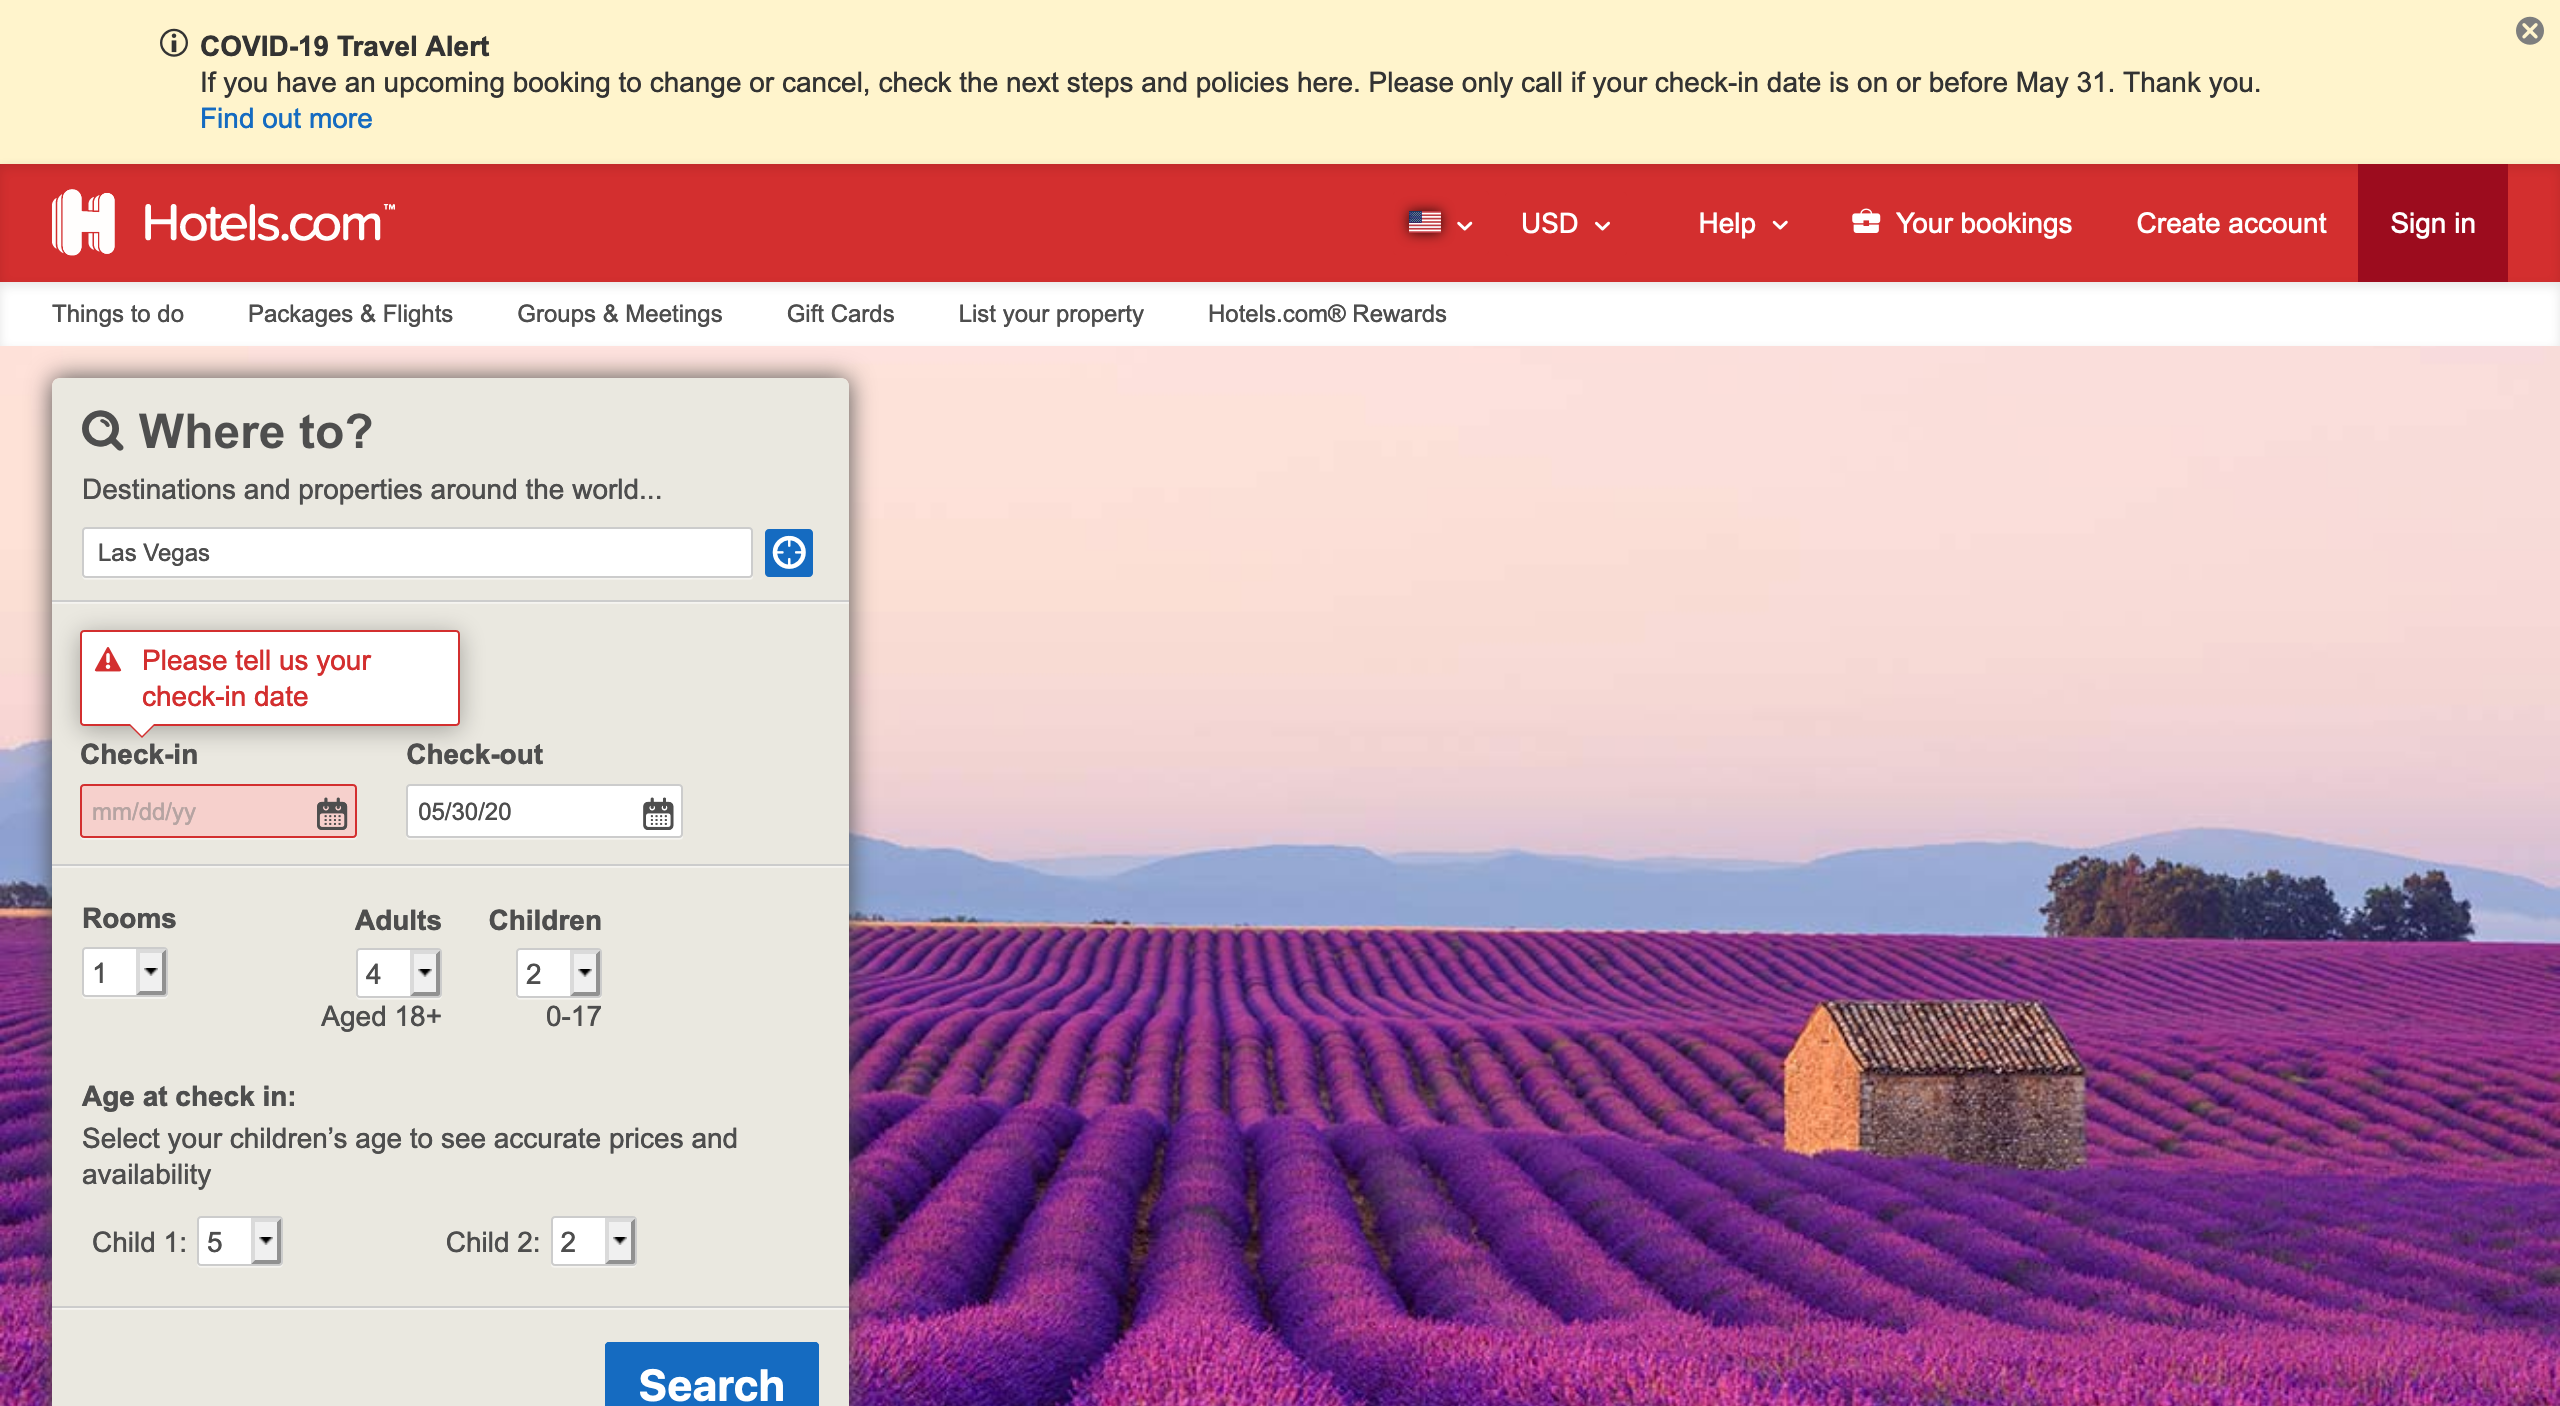 COVID-19 Travel Alert
If you have an upcoming booking to change or cancel, check the next steps and policies here. Please only call if your check-in date is on or before May 31. Thank you.
Find out more
Hotels.com™
USD
Help
Your bookings
Create account
Sign in
Things to do
Packages & Flights
Groups & Meetings
Gift Cards
List your property
Hotels.com® Rewards
Where to?
Destinations and properties around the world...
Las Vegas
Please tell us your
check-in date
Check-in
Check-out
mm/dd/yy
05/30/20
Rooms
Adults
Children
1
4
2
Aged 18+
0-17
Age at check in:
Select your children’s age to see accurate prices and
availability
Child 1: 5
Child 2: 2
Search